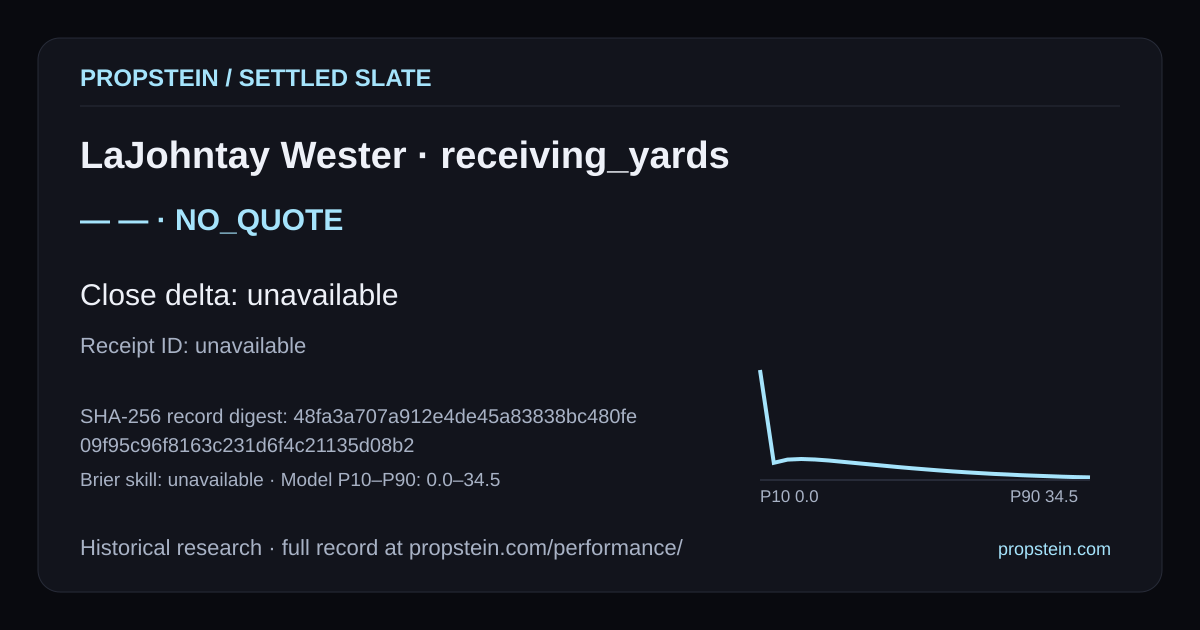 PROPSTEIN / SETTLED SLATE
LaJohntay Wester · receiving_yards
— — · NO_QUOTE
Close delta: unavailable
Receipt ID: unavailable
SHA-256 record digest: 48fa3a707a912e4de45a83838bc480fe
09f95c96f8163c231d6f4c21135d08b2
Brier skill: unavailable · Model P10–P90: 0.0–34.5
P10 0.0
P90 34.5
Historical research · full record at propstein.com/performance/
propstein.com